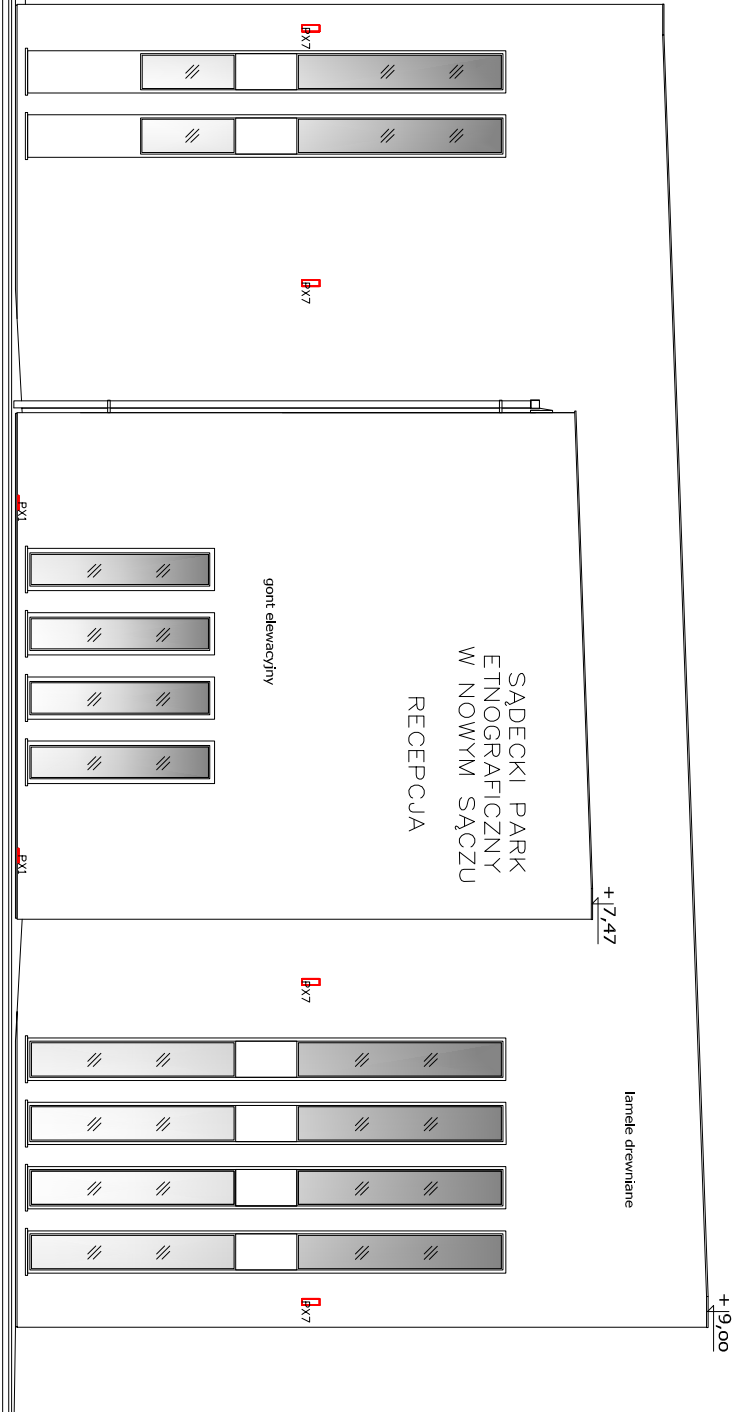 +9,00
lamele drewniane
+7,47
SĄDECKI PARK
ETNOGRAFICZNY
W NOWYM SĄCZU
RECEPCJA
gont elewacyjny
PX7
PX7
PX7
PX7
PX1
PX1